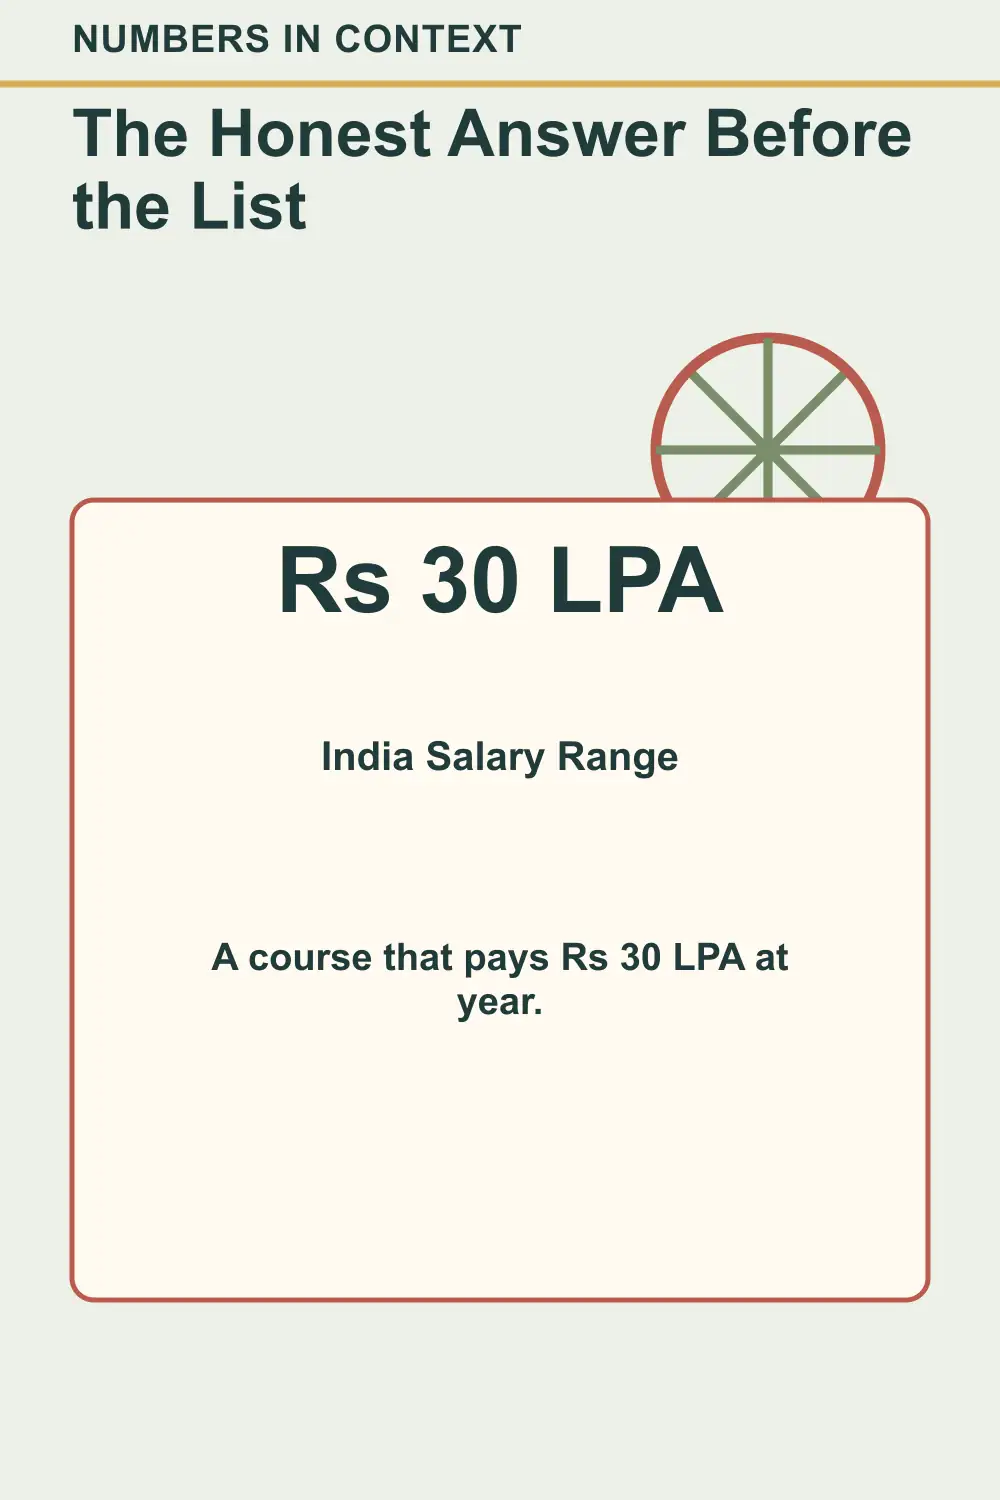 NUMBERS IN CONTEXT
The Honest Answer Before
the List
Rs 30 LPA
India Salary Range
A course that pays Rs 30 LPA at
year.